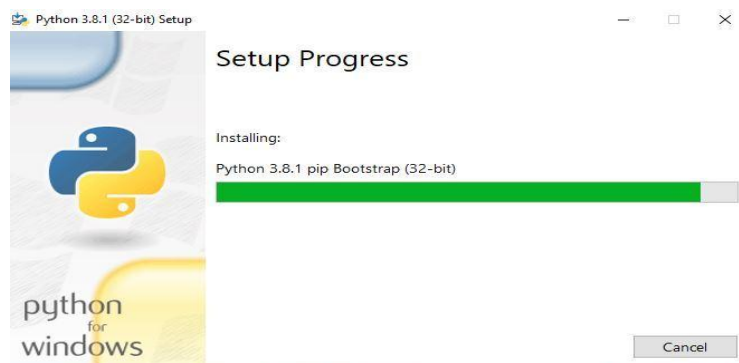 Python 3.8.1 (32-bit) Setup
Setup Progress
Installing:
Python 3.8.1 pip Bootstrap (32-bit)
python
for
windows
Cancel